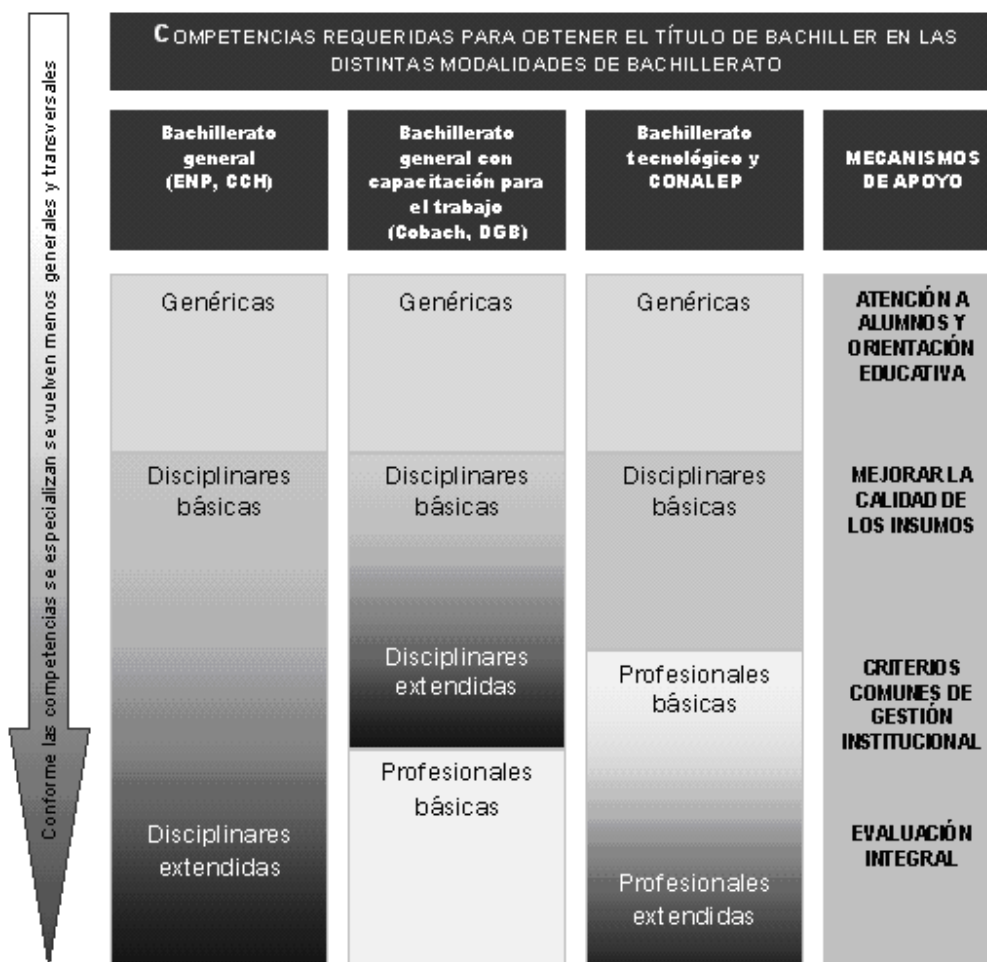 COMPETENCIAS REQUERIDAS PARA OBTENER EL TÍTULO DE BACHILLER EN LAS
DISTINTAS MODALIDADES DE BACHILLERATO
Conforme las competencias se especializan se vuelven menos generales y transversales
Bachillerato
general
(ENP, CCH)
Genéricas
Disciplinares
básicas
Disciplinares
extendidas
Bachillerato
general con
capacitación para
el trabajo
(Cobach, DGB)
Genéricas
Disciplinares
básicas
Disciplinares
extendidas
Profesionales
básicas
Bachillerato
tecnológico y
CONALEP
Genéricas
Disciplinares
básicas
Profesionales
básicas
Profesionales
extendidas
MECANISMOS
DE APOYO
ATENCIÓN A
ALUMNOS Y
ORIENTACIÓN
EDUCATIVA
MEJORAR LA
CALIDAD DE
LOS INSUMOS
CRITERIOS
COMUNES DE
GESTIÓN
INSTITUCIONAL
EVALUACIÓN
INTEGRAL